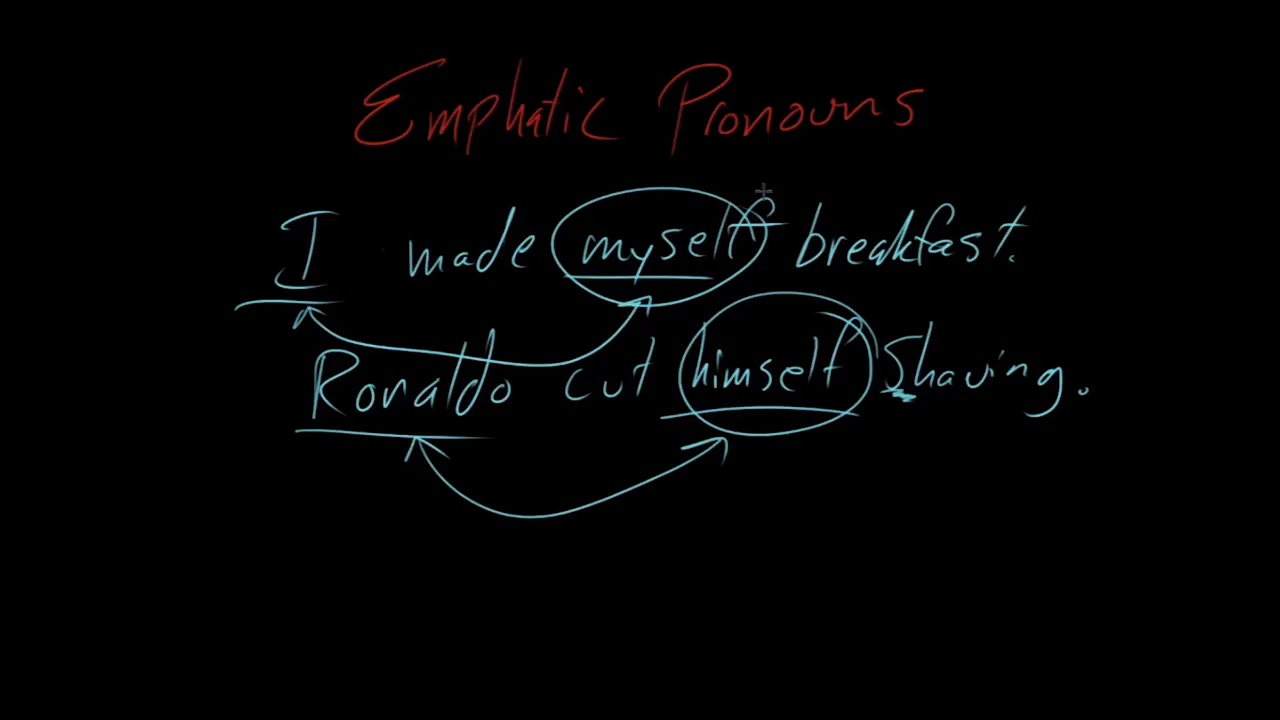 Emphatic Pronouns
I made myself breakfast.
Ronaldo cut himself Shaving.